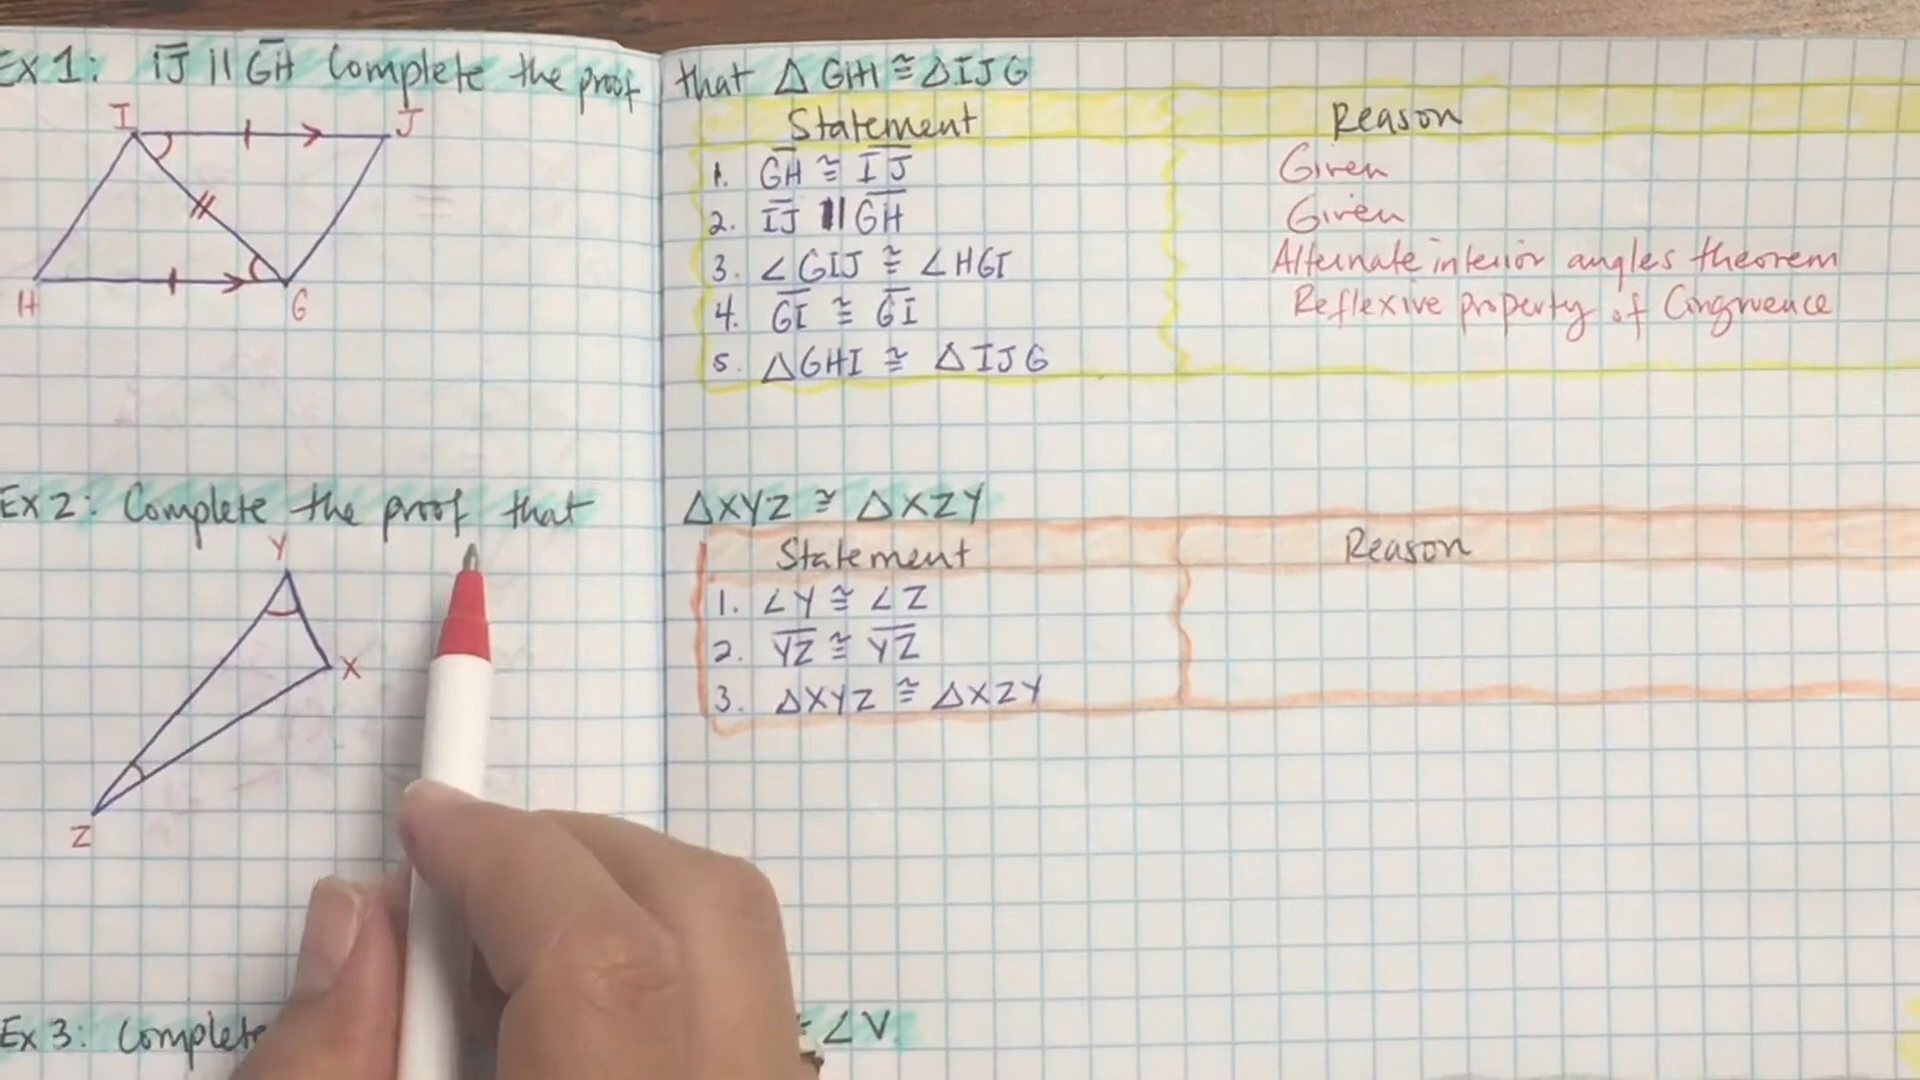 Ex 1: IJ || GH Complete the proof that △ GHI ≅ △ IJG
I
J
H
G
Statement Reason
1. GH ≅ IJ Given
2. IJ || GH Given
3. ∠GIJ ≅ ∠HGI Alternate interior angles theorem
4. GI ≅ GI Reflexive property of Congruence
5. △GHI ≅ △IJG
Ex 2: Complete the proof that △XYZ ≅ △XZY
Y
X
Z
Statement Reason
1. ∠Y ≅ ∠Z
2. YZ ≅ YZ
3. △XYZ ≅ △XZY
Ex 3: Complete ∠V